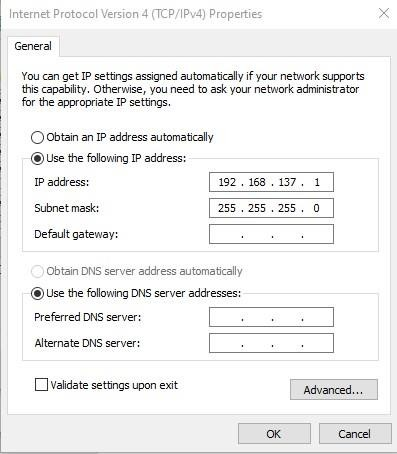 Internet Protocol Version 4 (TCP/IPv4) Properties
General
You can get IP settings assigned automatically if your network supports
this capability. Otherwise, you need to ask your network administrator
for the appropriate IP settings.
Obtain an IP address automatically
Use the following IP address:
IP address: 192 . 168 . 137 . 1
Subnet mask: 255 . 255 . 255 . 0
Default gateway: . . .
Obtain DNS server address automatically
Use the following DNS server addresses:
Preferred DNS server: . . .
Alternate DNS server: . . .
Validate settings upon exit Advanced...
OK Cancel